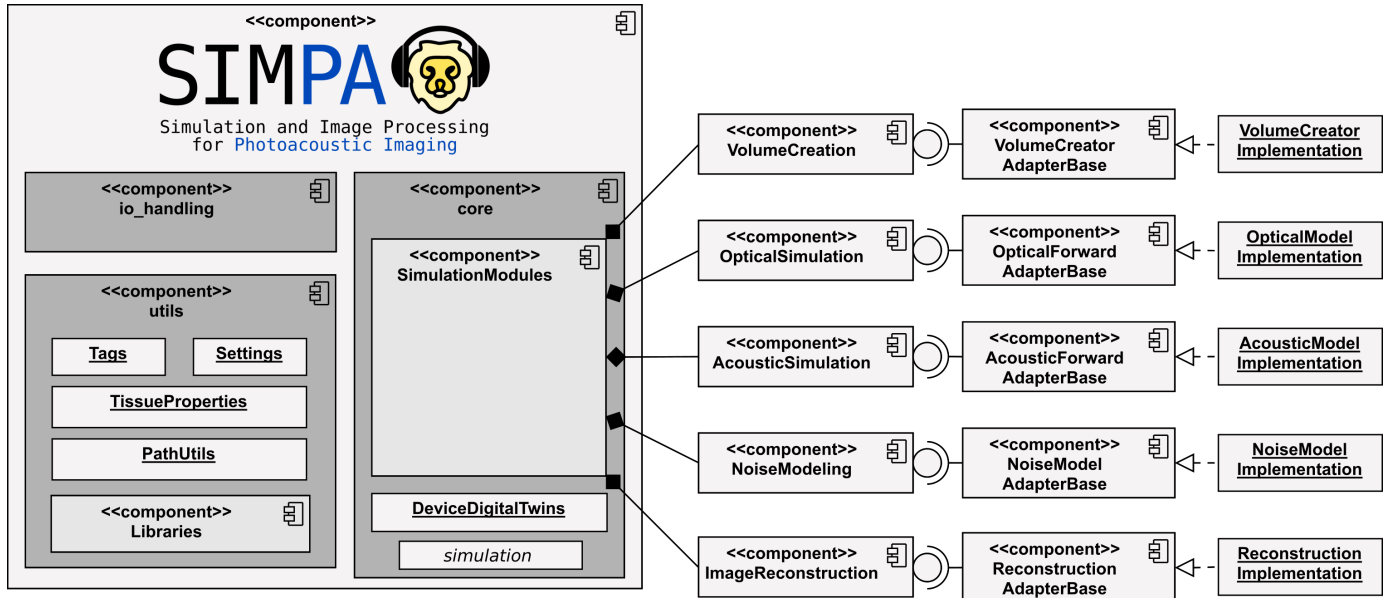 <<component>>
SIMPA
Simulation and Image Processing
for Photoacoustic Imaging
<<component>>
io_handling
<<component>>
utils
Tags
Settings
TissueProperties
PathUtils
<<component>>
Libraries
<<component>>
core
<<component>>
SimulationModules
DeviceDigitalTwins
simulation
<<component>>
VolumeCreation
<<component>>
VolumeCreator
AdapterBase
VolumeCreator
Implementation
<<component>>
OpticalSimulation
<<component>>
OpticalForward
AdapterBase
OpticalModel
Implementation
<<component>>
AcousticSimulation
<<component>>
AcousticForward
AdapterBase
AcousticModel
Implementation
<<component>>
NoiseModeling
<<component>>
NoiseModel
AdapterBase
NoiseModel
Implementation
<<component>>
ImageReconstruction
<<component>>
Reconstruction
AdapterBase
Reconstruction
Implementation